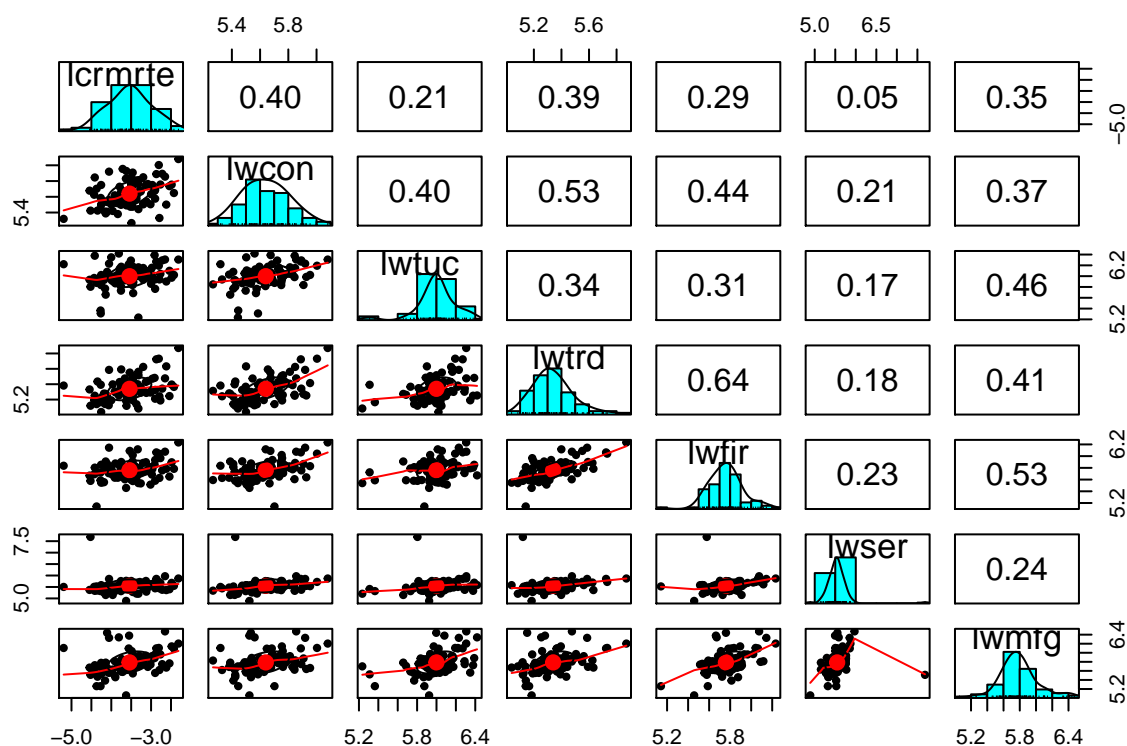 5.4 5.8 5.2 5.6 5.0 6.5
lcrmrte 0.40 0.21 0.39 0.29 0.05 0.35 −5.0
5.4 lwcon 0.40 0.53 0.44 0.21 0.37
lwtuc 0.34 0.31 0.17 0.46 5.2 6.2
5.2 lwtrd 0.64 0.18 0.41
lwfir 0.23 0.53 5.2 6.2
5.0 7.5 lwser 0.24
lwmfg 5.2 6.4
−5.0 −3.0 5.2 5.8 6.4 5.2 5.8 5.2 5.8 6.4